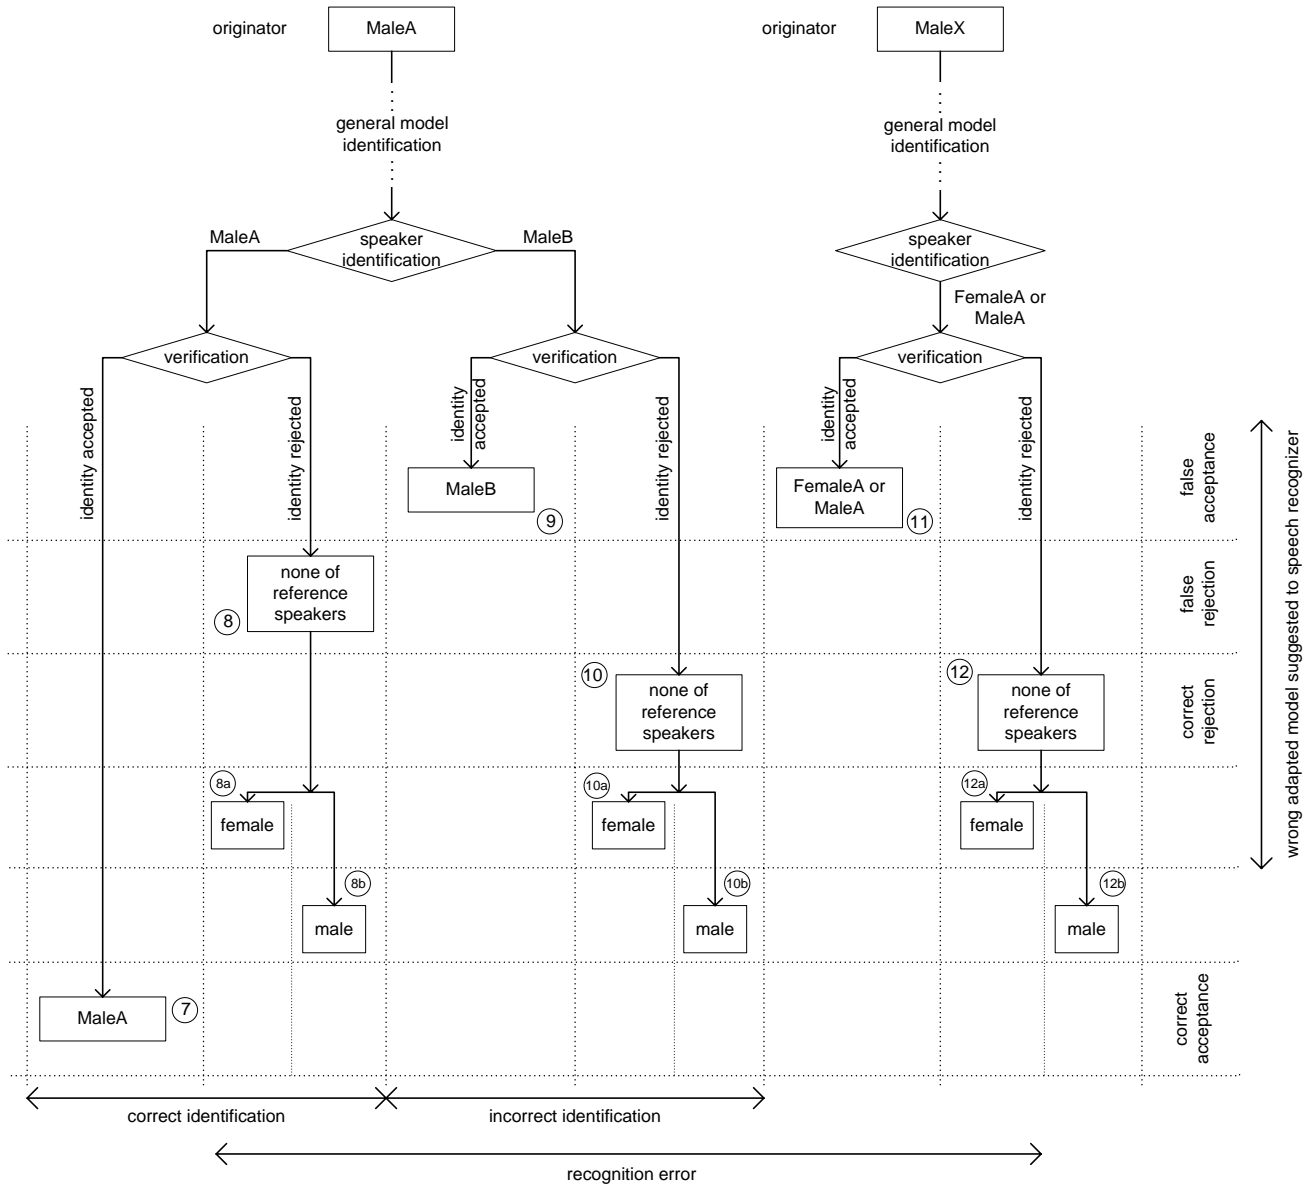 originator
MaleA
originator
MaleX
general model
identification
general model
identification
MaleA
speaker
identification
MaleB
speaker
identification
FemaleA or
MaleA
verification
verification
verification
identity accepted
identity rejected
identity
accepted
identity rejected
identity
accepted
identity rejected
MaleB
9
FemaleA or
MaleA
11
false
acceptance
none of
reference
speakers
8
false
rejection
10
none of
reference
speakers
12
none of
reference
speakers
correct
rejection
wrong adapted model suggested to speech recognizer
8a
female
10a
female
12a
female
8b
male
10b
male
12b
male
MaleA
7
correct
acceptance
correct identification
incorrect identification
recognition error